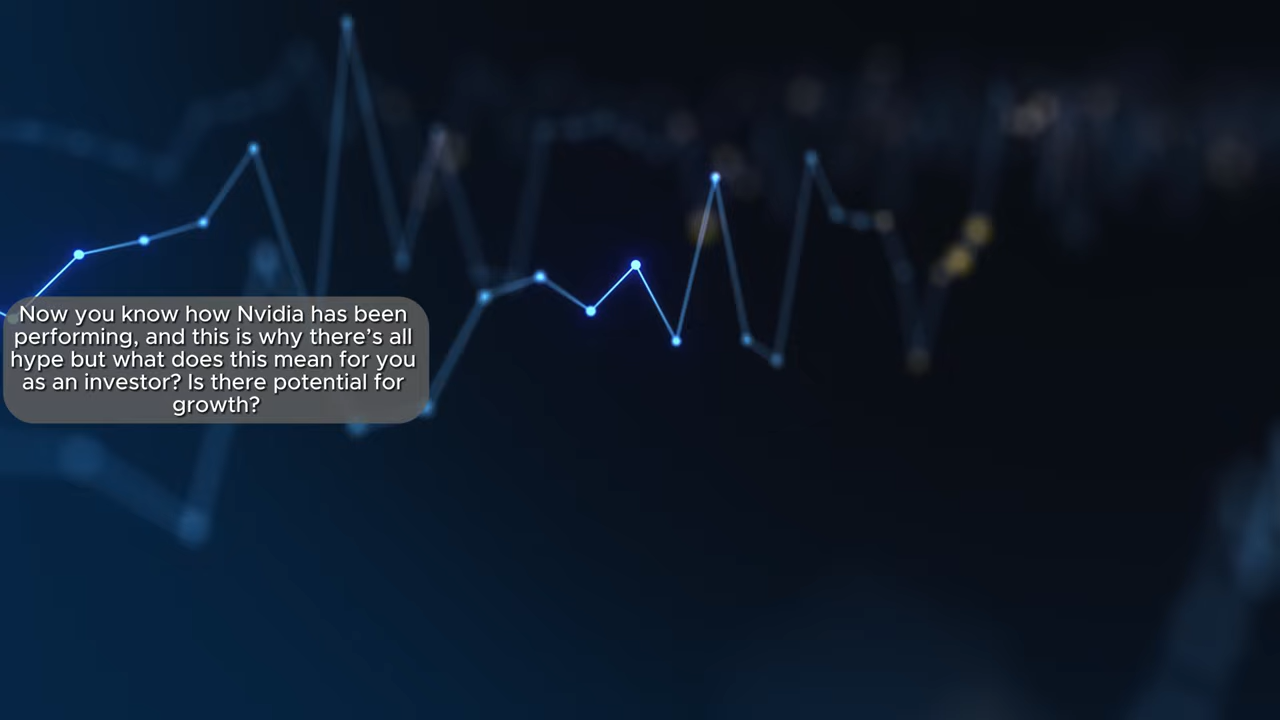 Now you know how Nvidia has been
performing, and this is why there’s all
hype but what does this mean for you
as an investor? Is there potential for
growth?